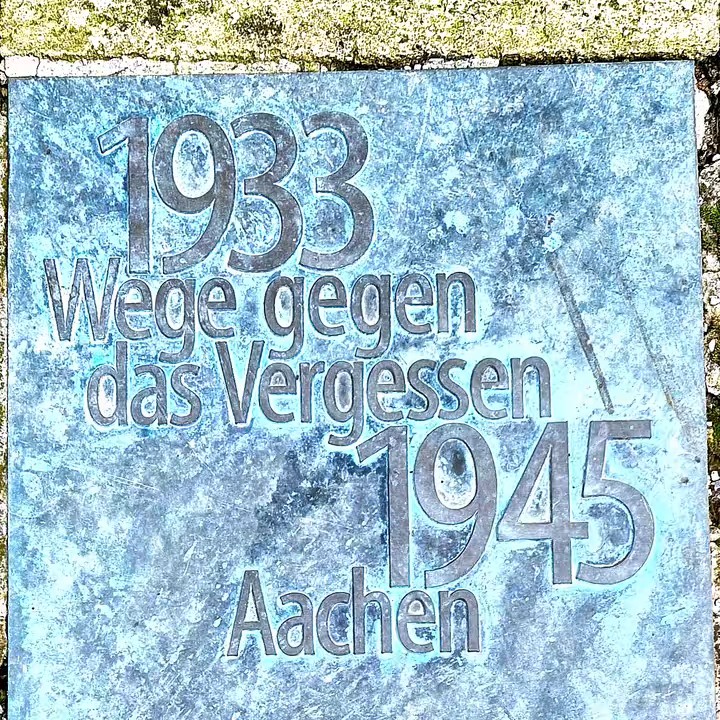 1933
Wege gegen
das Vergessen
1945
Aachen